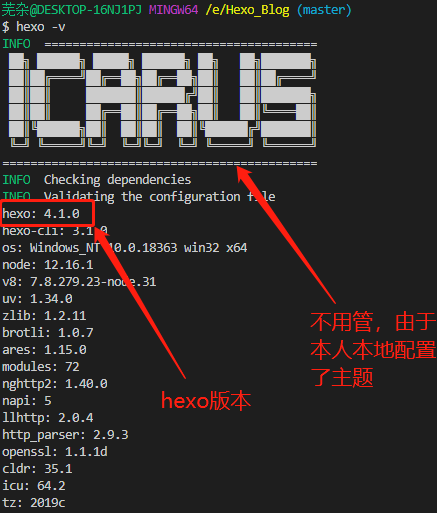 芜杂@DESKTOP-16NJ1PJ MINGW64 /e/Hexo_Blog (master)
$ hexo -v
INFO =======================================
ICARUS
=============================================
INFO Checking dependencies
INFO Validating the configuration file
hexo: 4.1.0
hexo-cli: 3.1.0
os: Windows_NT 10.0.18363 win32 x64
node: 12.16.1
v8: 7.8.279.23-node.31
uv: 1.34.0
zlib: 1.2.11
brotli: 1.0.7
ares: 1.15.0
modules: 72
nghttp2: 1.40.0
napi: 5
llhttp: 2.0.4
http_parser: 2.9.3
openssl: 1.1.1d
cldr: 35.1
icu: 64.2
tz: 2019c
hexo版本
不用管，由于
本人本地配置
了主题